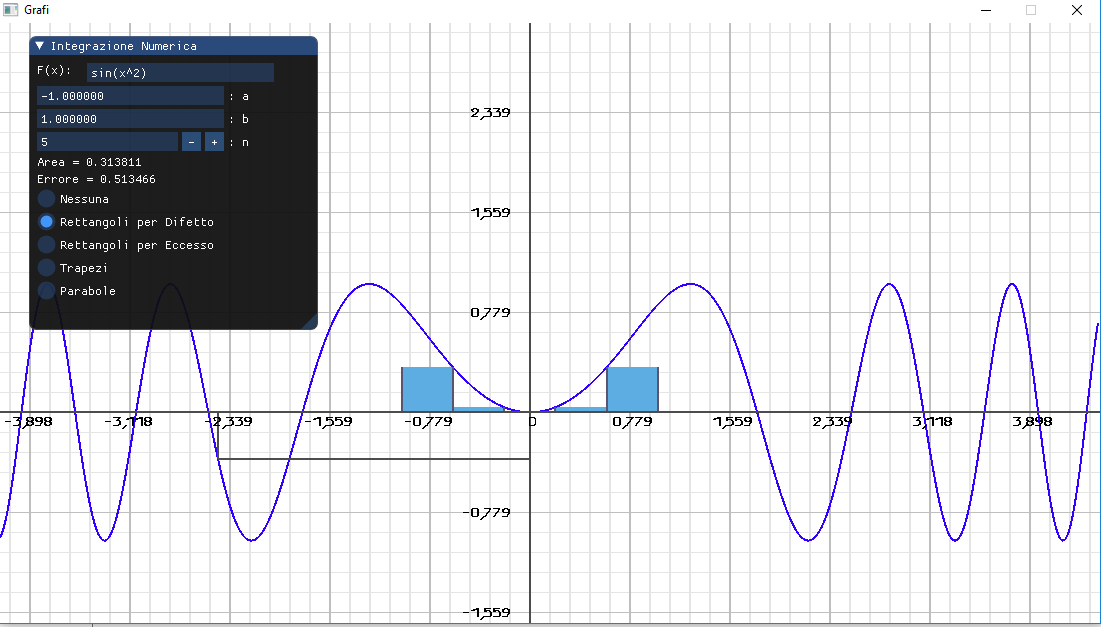 Grafi
Integrazione Numerica
F(x): sin(x^2)
-1.000000 : a
1.000000 : b
5 - + : n
Area = 0.313811
Errore = 0.513466
Nessuna
Rettangoli per Difetto
Rettangoli per Eccesso
Trapezi
Parabole
2,339
1,559
0,779
-3,898 -3,118 -2,339 -1,559 -0,779 0 0,779 1,559 2,339 3,118 3,898
-0,779
-1,559